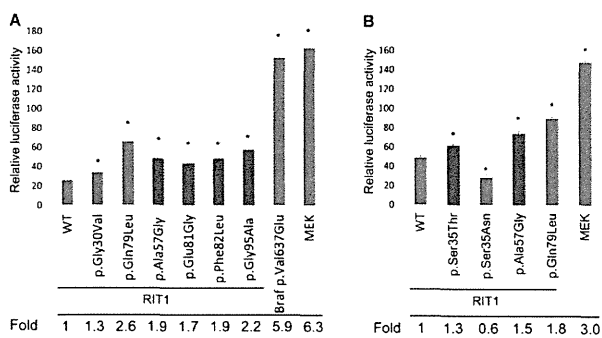 A
Relative luciferase activity
180
160
140
120
100
80
60
40
20
0
* * * * * * * *
WT
p.Gly30Val
p.Gln79Leu
p.Ala57Gly
p.Glu81Gly
p.Phe82Leu
p.Gly95Ala
Braf p.Val637Glu
MEK
RIT1
Fold 1 1.3 2.6 1.9 1.7 1.9 2.2 5.9 6.3
B
Relative luciferase activity
180
160
140
120
100
80
60
40
20
0
* * * * *
WT
p.Ser35Thr
p.Ser35Asn
p.Ala57Gly
p.Gln79Leu
MEK
RIT1
Fold 1 1.3 0.6 1.5 1.8 3.0